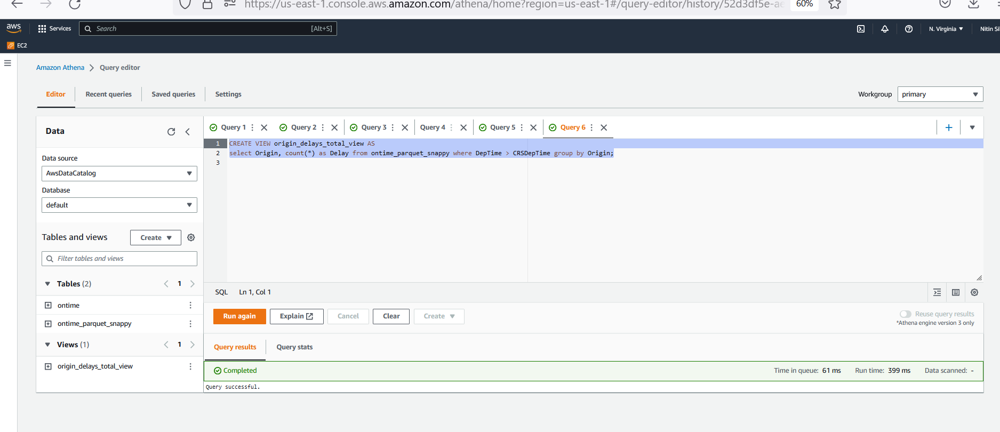 https://us-east-1.console.aws.amazon.com/athena/home?region=us-east-1#/query-editor/history/52d3df5e-ae
60%
aws
Services
Search
[Alt+S]
N. Virginia
Nitin Si
EC2
Amazon Athena > Query editor
Editor
Recent queries
Saved queries
Settings
Workgroup
primary
Data
Data source
AwsDataCatalog
Database
default
Tables and views
Create
Filter tables and views
Tables (2)
1
ontime
ontime_parquet_snappy
Views (1)
1
origin_delays_total_view
Query 1
Query 2
Query 3
Query 4
Query 5
Query 6
1 CREATE VIEW origin_delays_total_view AS
2 select Origin, count(*) as Delay from ontime_parquet_snappy where DepTime > CRSDepTime group by Origin;
3
SQL
Ln 1, Col 1
Run again
Explain
Cancel
Clear
Create
Reuse query results
*Athena engine version 3 only
Query results
Query stats
Completed
Time in queue: 61 ms
Run time: 399 ms
Data scanned: -
Query successful.